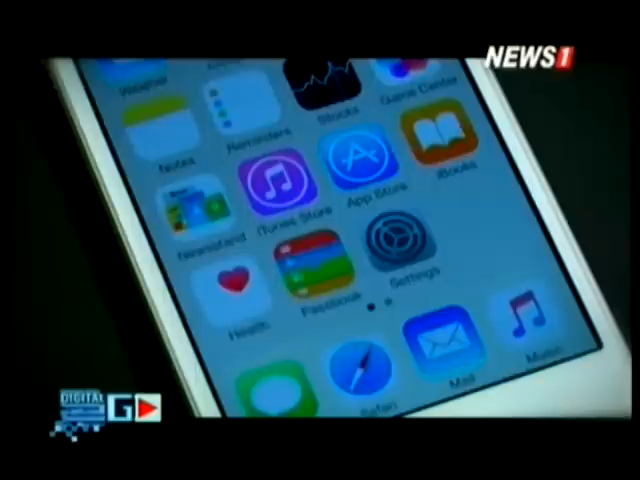 NEWS1
Weather
Notes
Reminders
Stocks
Game Center
Newsstand
iTunes Store
App Store
iBooks
Health
Passbook
Settings
Safari
Mail
Music
DIGITAL
G